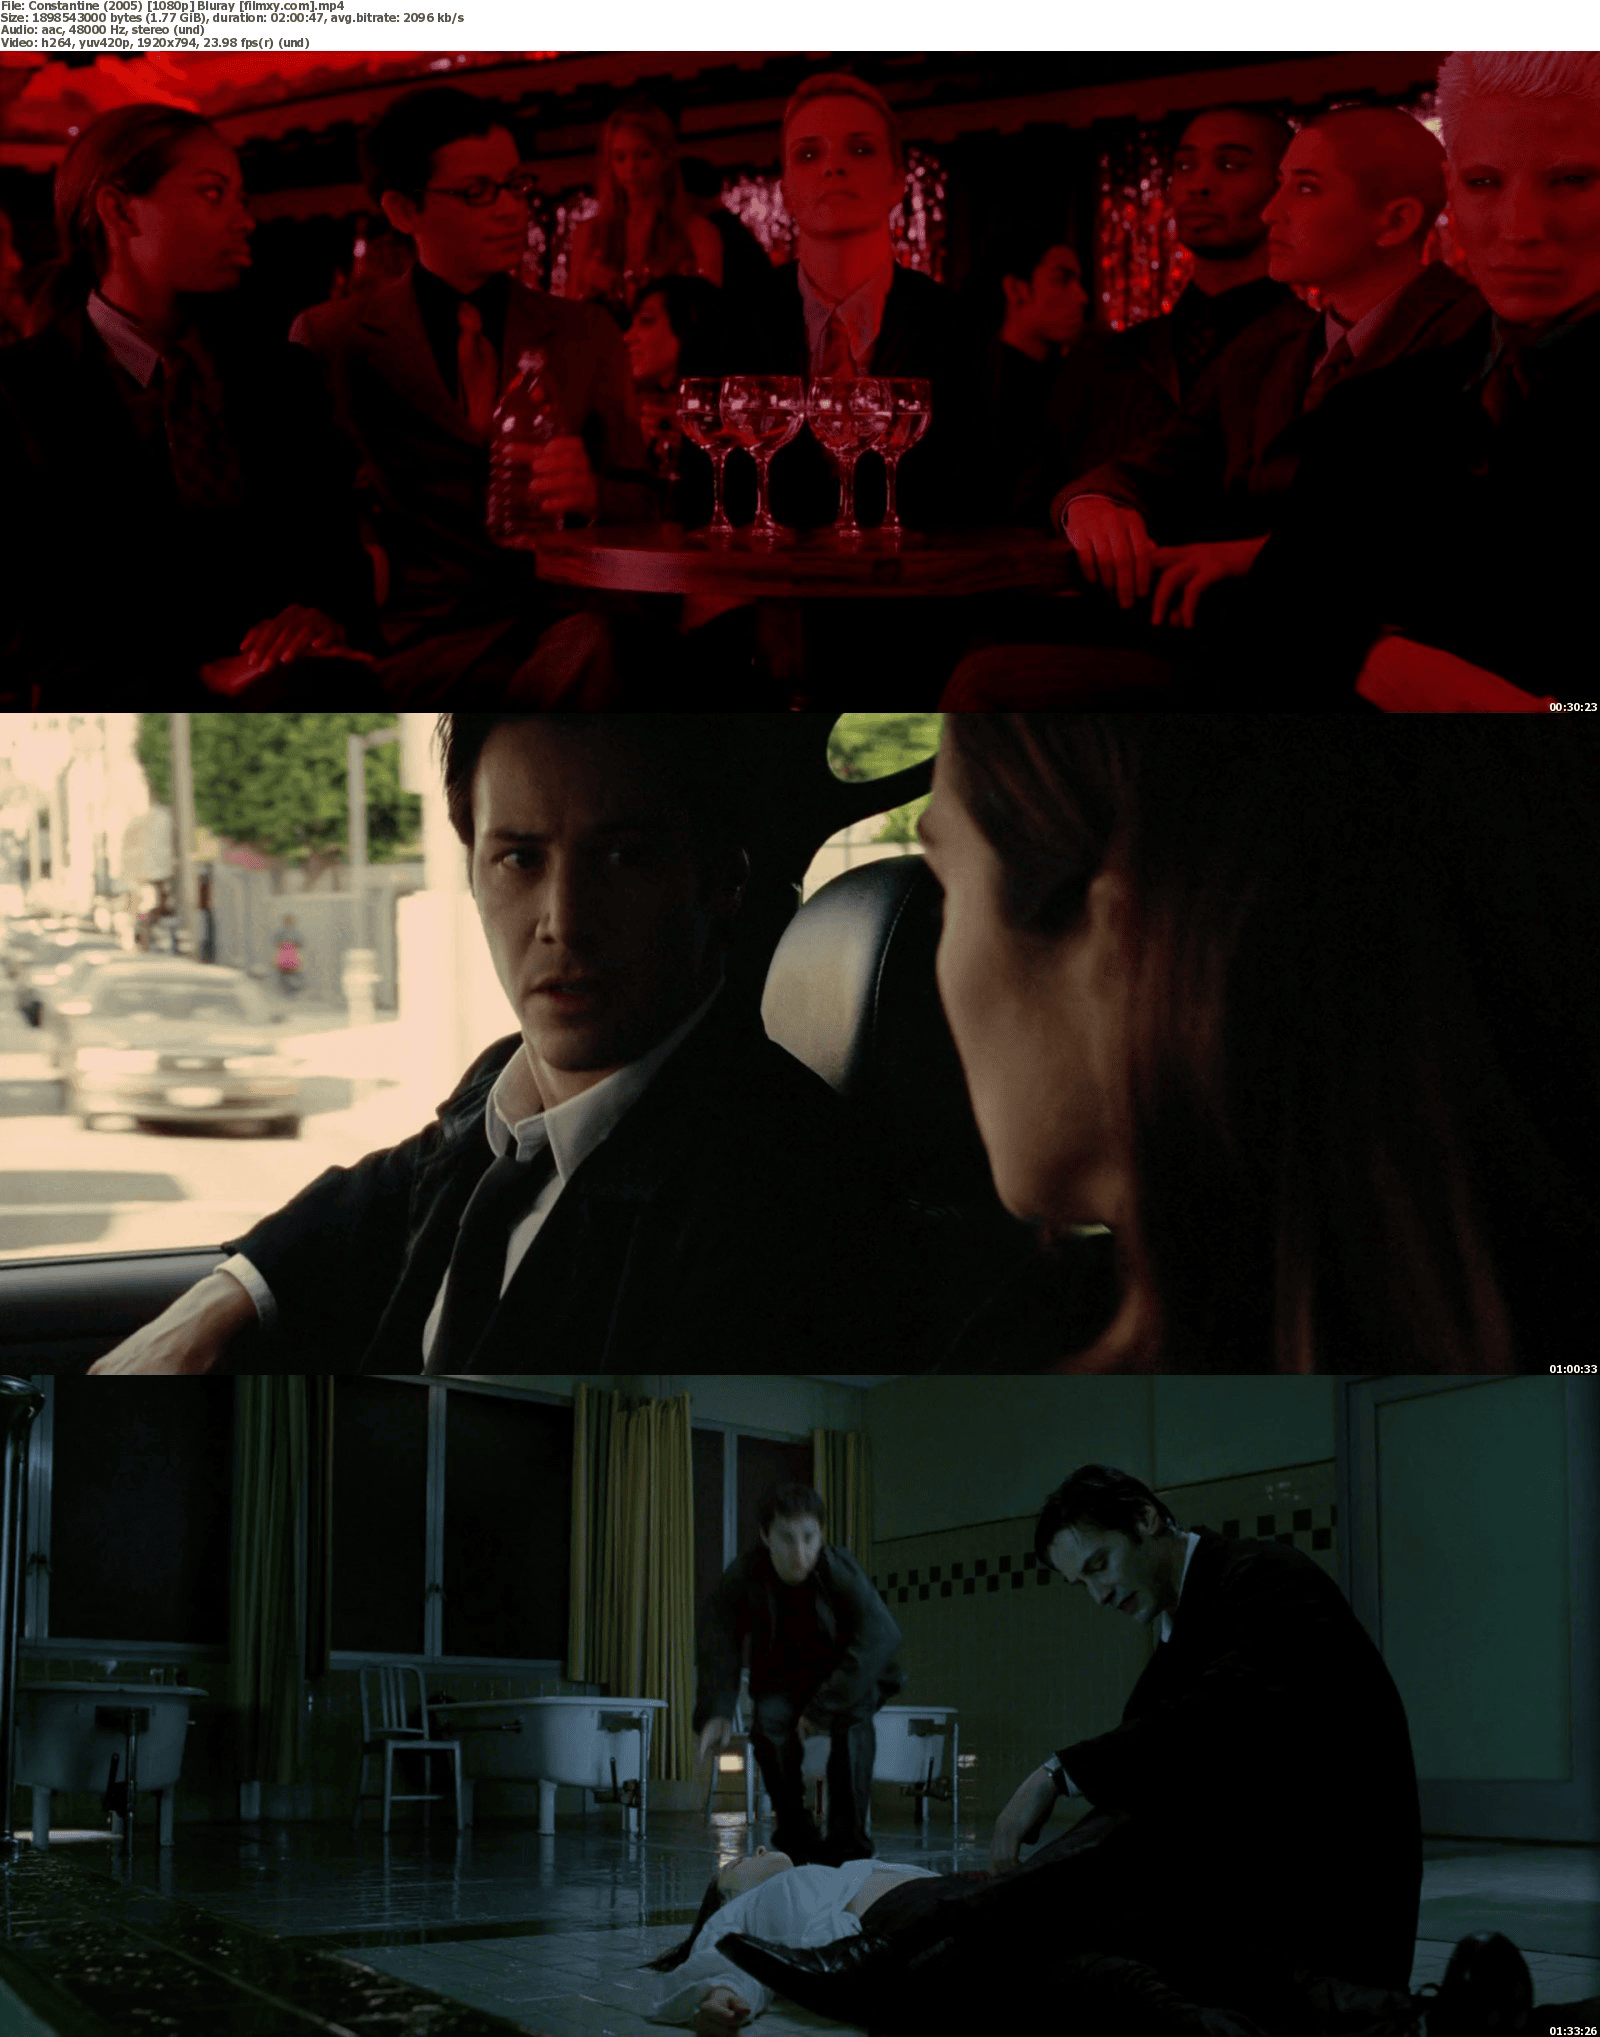 File: Constantine (2005) [1080p] Bluray [filmxy.com].mp4
Size: 1898543000 bytes (1.77 GiB), duration: 02:00:47, avg.bitrate: 2096 kb/s
Audio: aac, 48000 Hz, stereo (und)
Video: h264, yuv420p, 1920x794, 23.98 fps(r) (und)
00:30:23
01:00:33
01:33:26